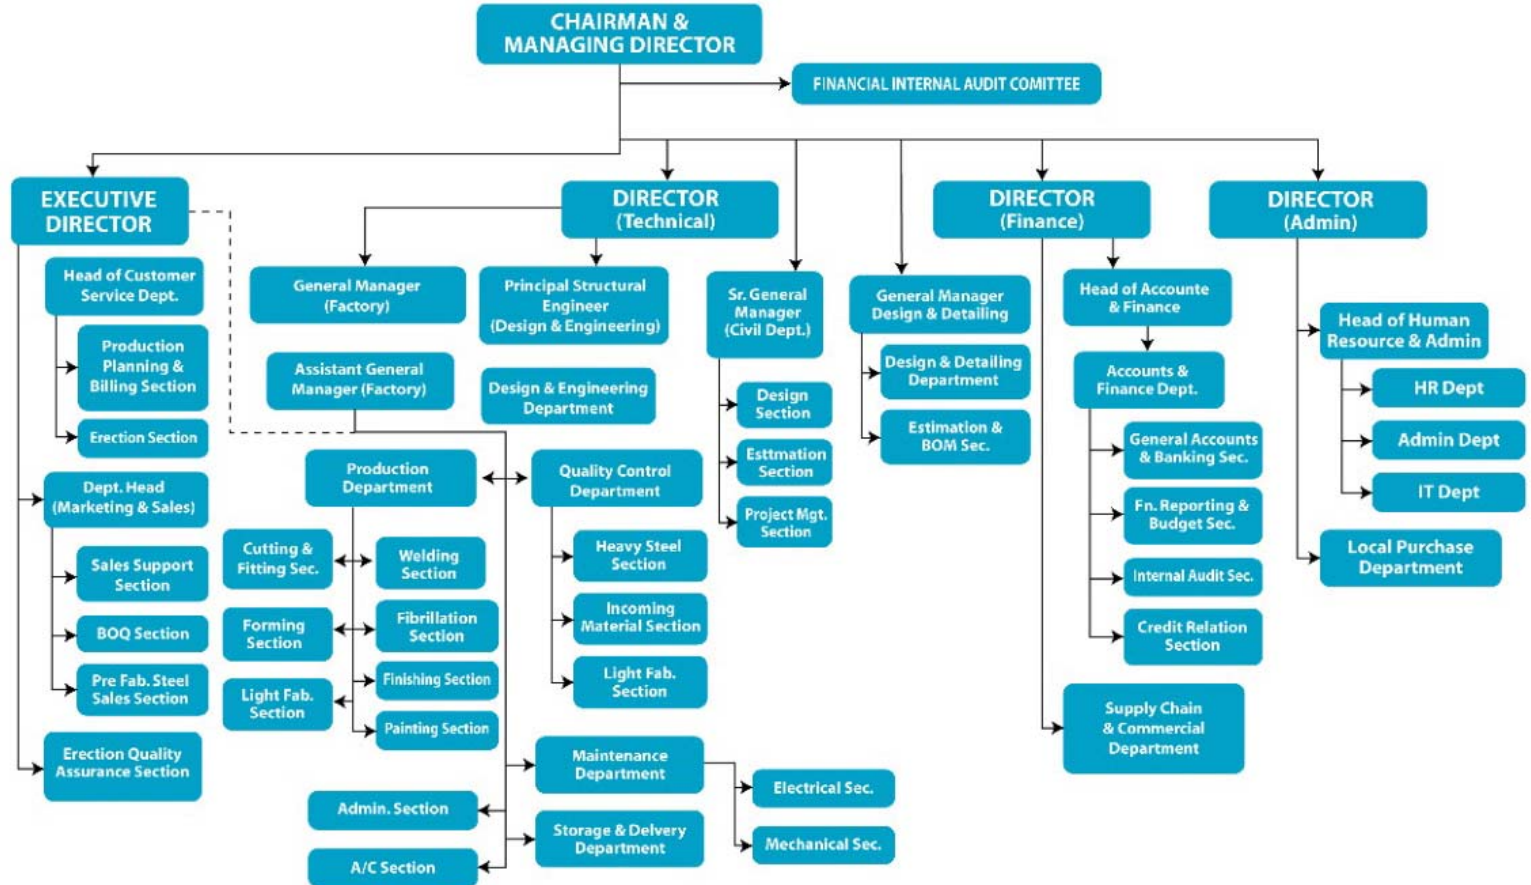 CHAIRMAN &
MANAGING DIRECTOR
FINANCIAL INTERNAL AUDIT COMITTEE
EXECUTIVE
DIRECTOR
DIRECTOR
(Technical)
DIRECTOR
(Finance)
DIRECTOR
(Admin)
Head of Customer
Service Dept.
Production
Planning &
Billing Section
Erection Section
Dept. Head
(Marketing & Sales)
Sales Support
Section
BOQ Section
Pre Fab. Steel
Sales Section
Erection Quality
Assurance Section
General Manager
(Factory)
Assistant General
Manager (Factory)
Principal Structural
Engineer
(Design & Engineering)
Design & Engineering
Department
Production
Department
Cutting &
Fitting Sec.
Welding
Section
Forming
Section
Fibrillation
Section
Finishing Section
Light Fab.
Section
Painting Section
Quality Control
Department
Heavy Steel
Section
Incoming
Material Section
Light Fab.
Section
Maintenance
Department
Electrical Sec.
Mechanical Sec.
Admin. Section
Storage & Delvery
Department
A/C Section
Sr. General
Manager
(Civil Dept.)
Design
Section
Esttmation
Section
Project Mgt.
Section
General Manager
Design & Detailing
Design & Detailing
Department
Estimation &
BOM Sec.
Head of Accounte
& Finance
Accounts &
Finance Dept.
General Accounts
& Banking Sec.
Fn. Reporting &
Budget Sec.
Internal Audit Sec.
Credit Relation
Section
Supply Chain
& Commercial
Department
Head of Human
Resource & Admin
HR Dept
Admin Dept
IT Dept
Local Purchase
Department